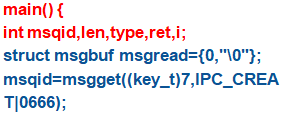 main() {
int msqid,len,type,ret,i;
struct msgbuf msgread={0,"\0"};
msqid=msgget((key_t)7,IPC_CREA
T|0666);